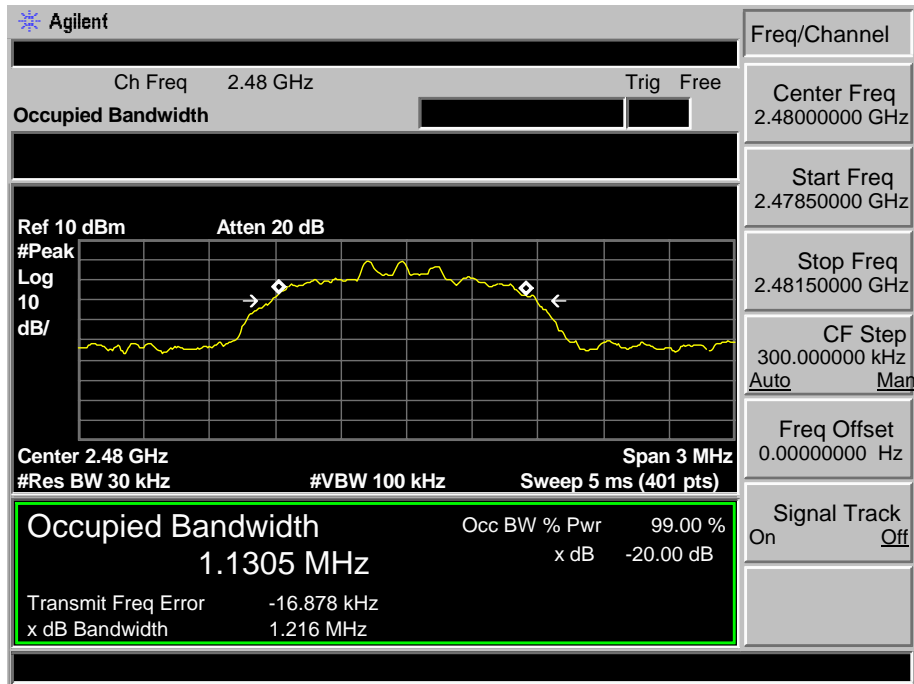 Agilent
Ch Freq 2.48 GHz Trig Free
Occupied Bandwidth
Ref 10 dBm Atten 20 dB
#Peak
Log
10
dB/
Center 2.48 GHz Span 3 MHz
#Res BW 30 kHz #VBW 100 kHz Sweep 5 ms (401 pts)
Occupied Bandwidth
1.1305 MHz
Occ BW % Pwr 99.00 %
x dB -20.00 dB
Transmit Freq Error -16.878 kHz
x dB Bandwidth 1.216 MHz
Freq/Channel
Center Freq
2.48000000 GHz
Start Freq
2.47850000 GHz
Stop Freq
2.48150000 GHz
CF Step
300.000000 kHz
Auto Man
Freq Offset
0.00000000 Hz
Signal Track
On Off